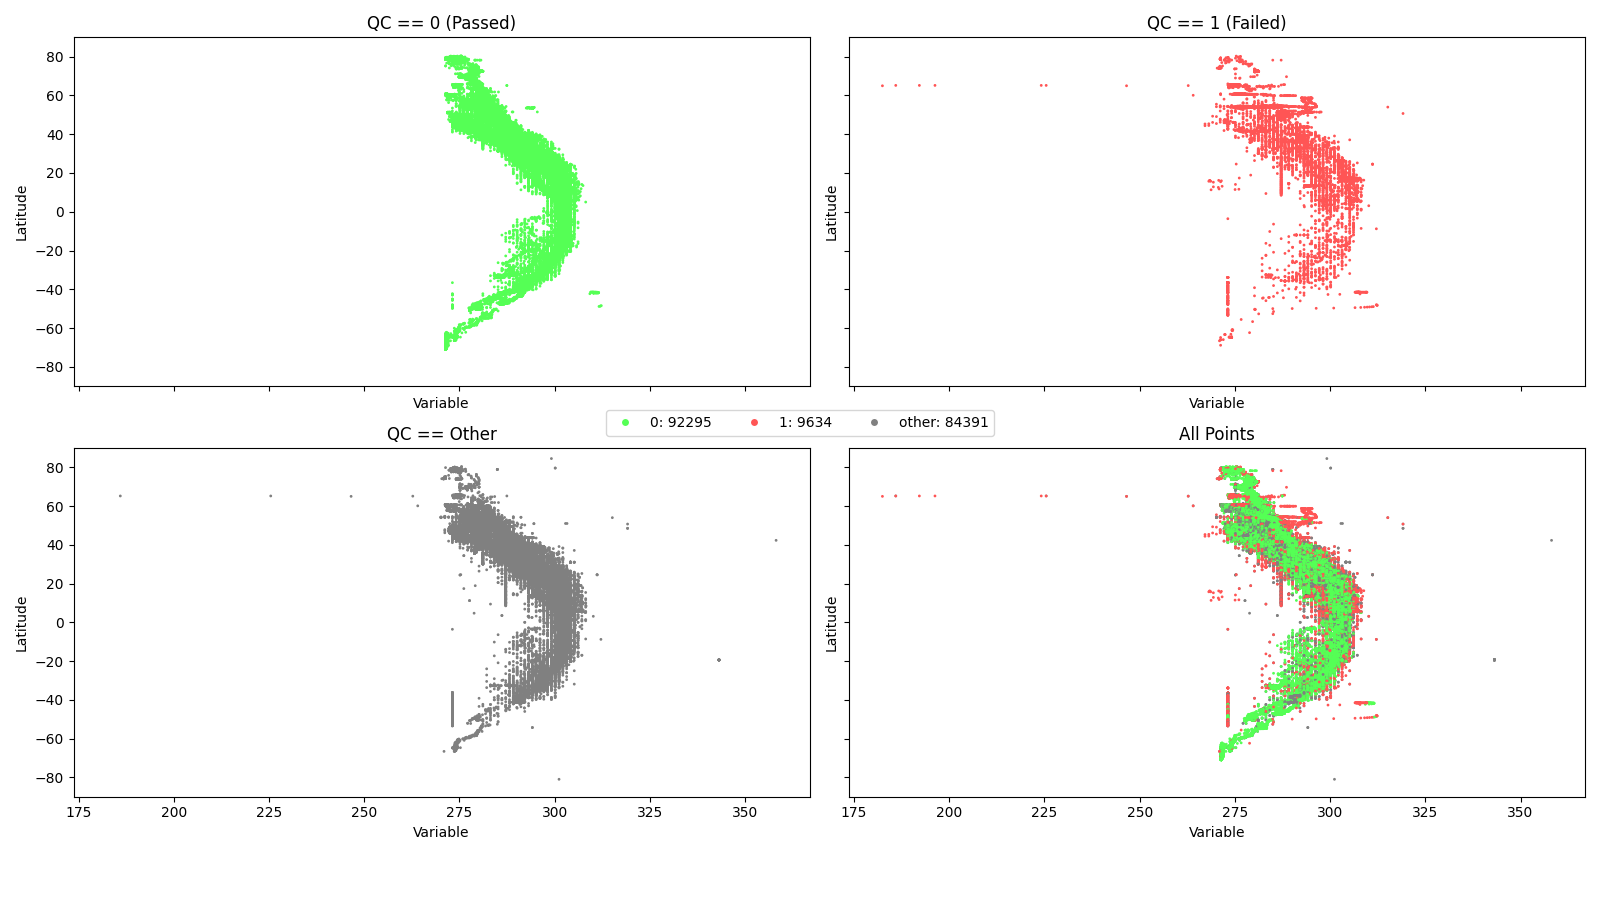 QC == 0 (Passed)
QC == 1 (Failed)
80
60
40
20
0
−20
−40
−60
−80
Latitude
Latitude
Variable
Variable
0: 92295
1: 9634
other: 84391
QC == Other
All Points
80
60
40
20
0
−20
−40
−60
−80
Latitude
Latitude
175
200
225
250
275
300
325
350
175
200
225
250
275
300
325
350
Variable
Variable